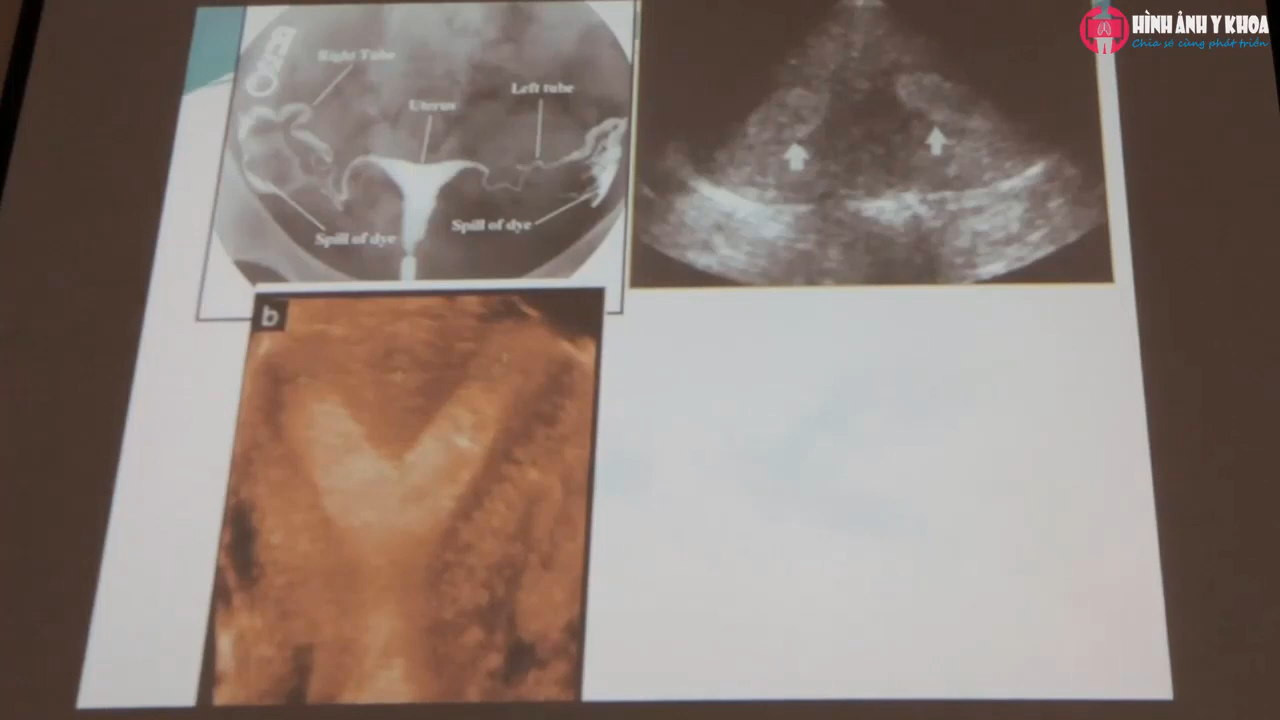 HÌNH ẢNH Y KHOA
Chia sẻ cùng phát triển
Right Tube
Uterus
Left tube
Spill of dye
Spill of dye
b